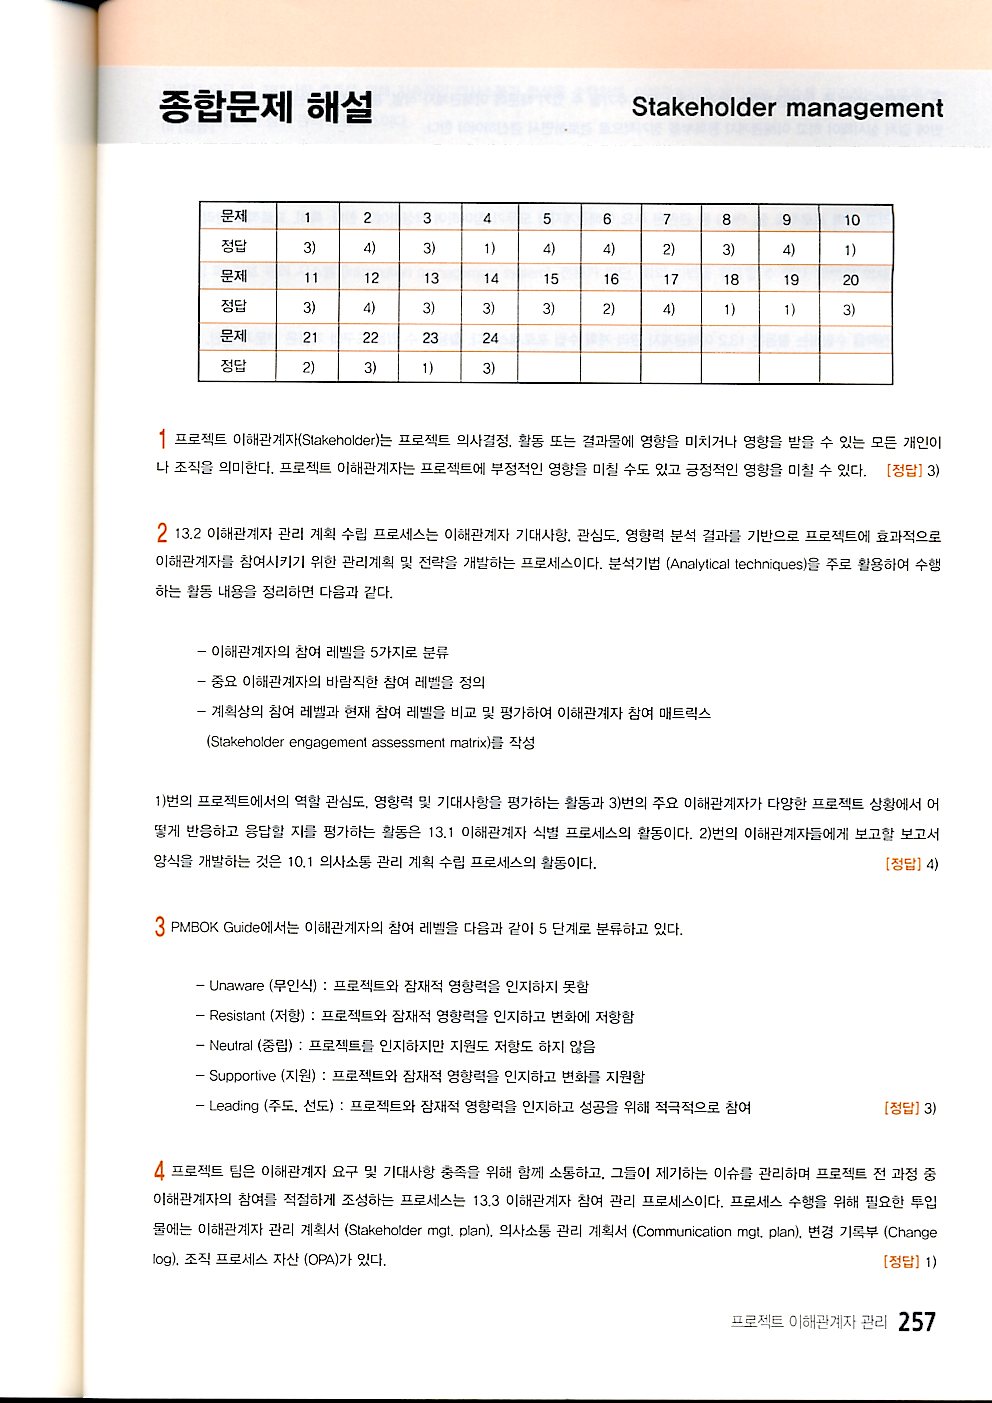 종합문제 해설
Stakeholder management
문제 1 2 3 4 5 6 7 8 9 10
정답 3) 4) 3) 1) 4) 4) 2) 3) 4) 1)
문제 11 12 13 14 15 16 17 18 19 20
정답 3) 4) 3) 3) 3) 2) 4) 1) 1) 3)
문제 21 22 23 24
정답 2) 3) 1) 3)
1 프로젝트 이해관계자(Stakeholder)는 프로젝트 의사결정, 활동 또는 결과물에 영향을 미치거나 영향을 받을 수 있는 모든 개인이
나 조직을 의미한다. 프로젝트 이해관계자는 프로젝트에 부정적인 영향을 미칠 수도 있고 긍정적인 영향을 미칠 수 있다. [정답] 3)
2 13.2 이해관계자 관리 계획 수립 프로세스는 이해관계자 기대사항, 관심도, 영향력 분석 결과를 기반으로 프로젝트에 효과적으로
이해관계자를 참여시키기 위한 관리계획 및 전략을 개발하는 프로세스이다. 분석기법 (Analytical techniques)을 주로 활용하여 수행
하는 활동 내용을 정리하면 다음과 같다.
– 이해관계자의 참여 레벨을 5가지로 분류
– 중요 이해관계자의 바람직한 참여 레벨을 정의
– 계획상의 참여 레벨과 현재 참여 레벨을 비교 및 평가하여 이해관계자 참여 매트릭스
(Stakeholder engagement assessment matrix)를 작성
1)번의 프로젝트에서의 역할 관심도, 영향력 및 기대사항을 평가하는 활동과 3)번의 주요 이해관계자가 다양한 프로젝트 상황에서 어
떻게 반응하고 응답할 지를 평가하는 활동은 13.1 이해관계자 식별 프로세스의 활동이다. 2)번의 이해관계자들에게 보고할 보고서
양식을 개발하는 것은 10.1 의사소통 관리 계획 수립 프로세스의 활동이다. [정답] 4)
3 PMBOK Guide에서는 이해관계자의 참여 레벨을 다음과 같이 5 단계로 분류하고 있다.
– Unaware (무인식) : 프로젝트와 잠재적 영향력을 인지하지 못함
– Resistant (저항) : 프로젝트와 잠재적 영향력을 인지하고 변화에 저항함
– Neutral (중립) : 프로젝트를 인지하지만 지원도 저항도 하지 않음
– Supportive (지원) : 프로젝트와 잠재적 영향력을 인지하고 변화를 지원함
– Leading (주도, 선도) : 프로젝트와 잠재적 영향력을 인지하고 성공을 위해 적극적으로 참여 [정답] 3)
4 프로젝트 팀은 이해관계자 요구 및 기대사항 충족을 위해 함께 소통하고, 그들이 제기하는 이슈를 관리하며 프로젝트 전 과정 중
이해관계자의 참여를 적절하게 조성하는 프로세스는 13.3 이해관계자 참여 관리 프로세스이다. 프로세스 수행을 위해 필요한 투입
물에는 이해관계자 관리 계획서 (Stakeholder mgt. plan), 의사소통 관리 계획서 (Communication mgt. plan), 변경 기록부 (Change
log), 조직 프로세스 자산 (OPA)가 있다. [정답] 1)
프로젝트 이해관계자 관리 257